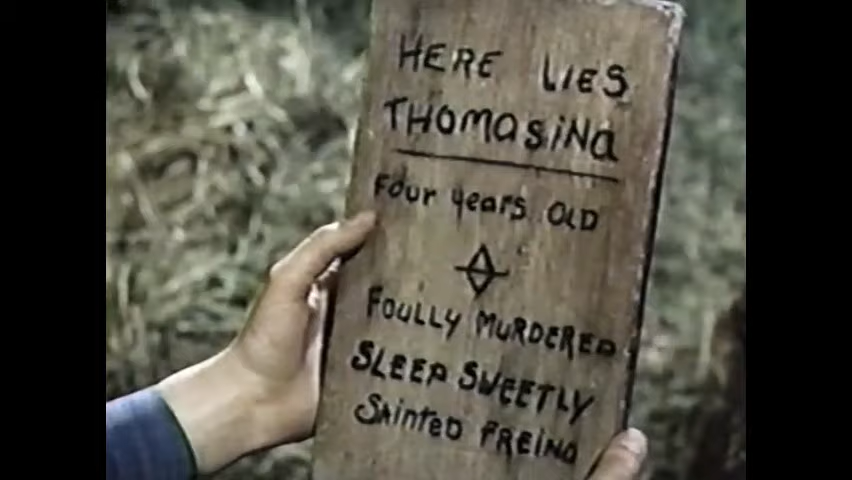 HERE LIES
THOMASINA
Four years OLD
FOULLY MURDERED
SLEEP SWEETLY
SAINTED FREIND